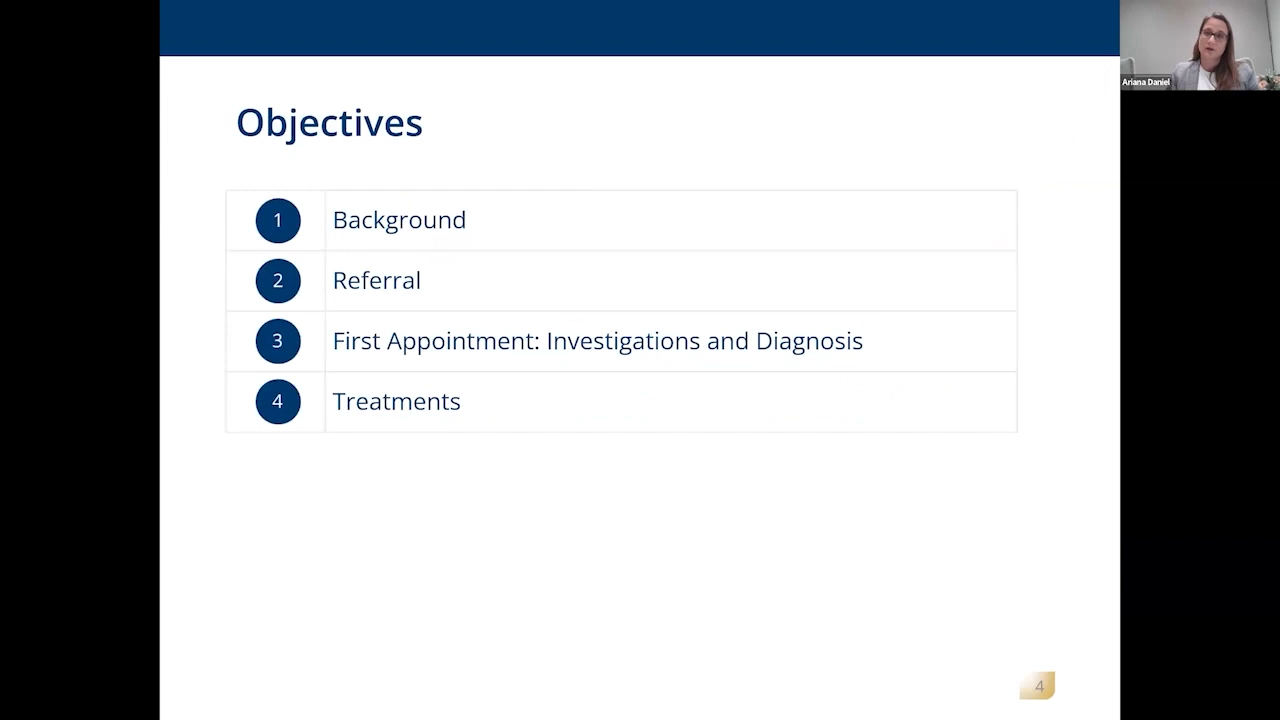 Ariana Daniel
Objectives
1 Background
2 Referral
3 First Appointment: Investigations and Diagnosis
4 Treatments
4